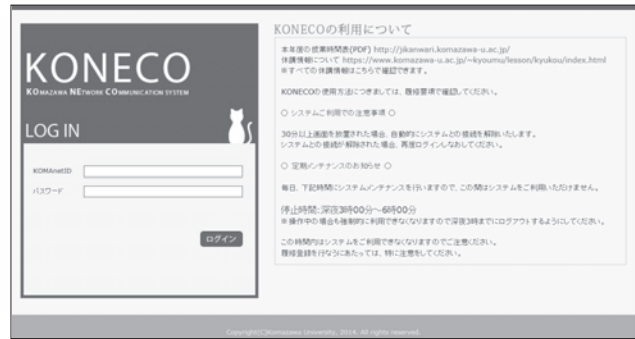 KONECO
KOMAZAWA NETWORK COMMUNICATION SYSTEM
LOG IN
KOMAnetID
パスワード
ログイン
KONECOの利用について
本年度の授業時間表(PDF) http://jikanwari.komazawa-u.ac.jp/
休講情報について https://www.komazawa-u.ac.jp/~kyoumu/lesson/kyukou/index.html
※すべての休講情報はこちらで確認できます。
KONECOの使用方法につきましては、履修要項で確認してください。
○ システムご利用での注意事項 ○
30分以上画面を放置された場合、自動的にシステムとの接続を解除いたします。
システムとの接続が解除された場合、再度ログインしなおしてください。
○ 定期メンテナンスのお知らせ ○
毎日、下記時間にシステムメンテナンスを行いますので、この間はシステムをご利用いただけません。
停止時間:深夜3時00分～6時00分
※操作中の場合も強制的に利用できなくなりますので深夜3時までにログアウトするようにしてください。
この時間内はシステムをご利用できなくなりますのでご注意ください。
履修登録を行なうにあたっては、特に注意をしてください。
Copyright(C)Komazawa University, 2014. All rights reserved.